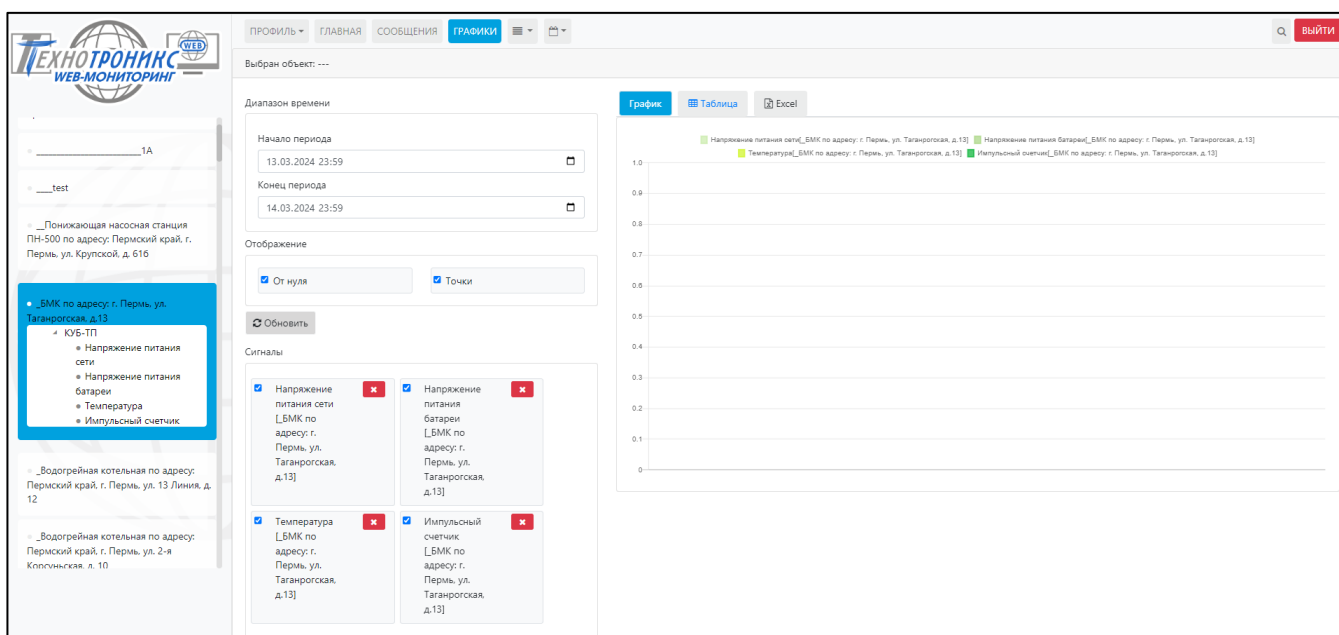 ТЕХНОТРОНИКС
WEB
WEB-МОНИТОРИНГ
_____________________1А
___test
__Понижающая насосная станция
ПН-500 по адресу: Пермский край, г.
Пермь, ул. Крупской, д. 61б
_БМК по адресу: г. Пермь, ул.
Таганрогская, д.13
КУБ-ТП
Напряжение питания
сети
Напряжение питания
батареи
Температура
Импульсный счетчик
_Водогрейная котельная по адресу:
Пермский край, г. Пермь, ул. 13 Линия, д.
12
_Водогрейная котельная по адресу:
Пермский край, г. Пермь, ул. 2-я
Корсуньская, д. 10
ПРОФИЛЬ ГЛАВНАЯ СООБЩЕНИЯ ГРАФИКИ ВЫЙТИ
Выбран объект: ---
Диапазон времени
Начало периода
13.03.2024 23:59
Конец периода
14.03.2024 23:59
Отображение
От нуля Точки
Обновить
Сигналы
Напряжение
питания сети
[_БМК по
адресу: г.
Пермь, ул.
Таганрогская,
д.13]
Напряжение
питания
батареи
[_БМК по
адресу: г.
Пермь, ул.
Таганрогская,
д.13]
Температура
[_БМК по
адресу: г.
Пермь, ул.
Таганрогская,
д.13]
Импульсный
счетчик
[_БМК по
адресу: г.
Пермь, ул.
Таганрогская,
д.13]
График Таблица Excel
Напряжение питания сети[_БМК по адресу: г. Пермь, ул. Таганрогская, д.13] Напряжение питания батареи[_БМК по адресу: г. Пермь, ул. Таганрогская, д.13]
Температура[_БМК по адресу: г. Пермь, ул. Таганрогская, д.13] Импульсный счетчик[_БМК по адресу: г. Пермь, ул. Таганрогская, д.13]
1.0
0.9
0.8
0.7
0.6
0.5
0.4
0.3
0.2
0.1
0